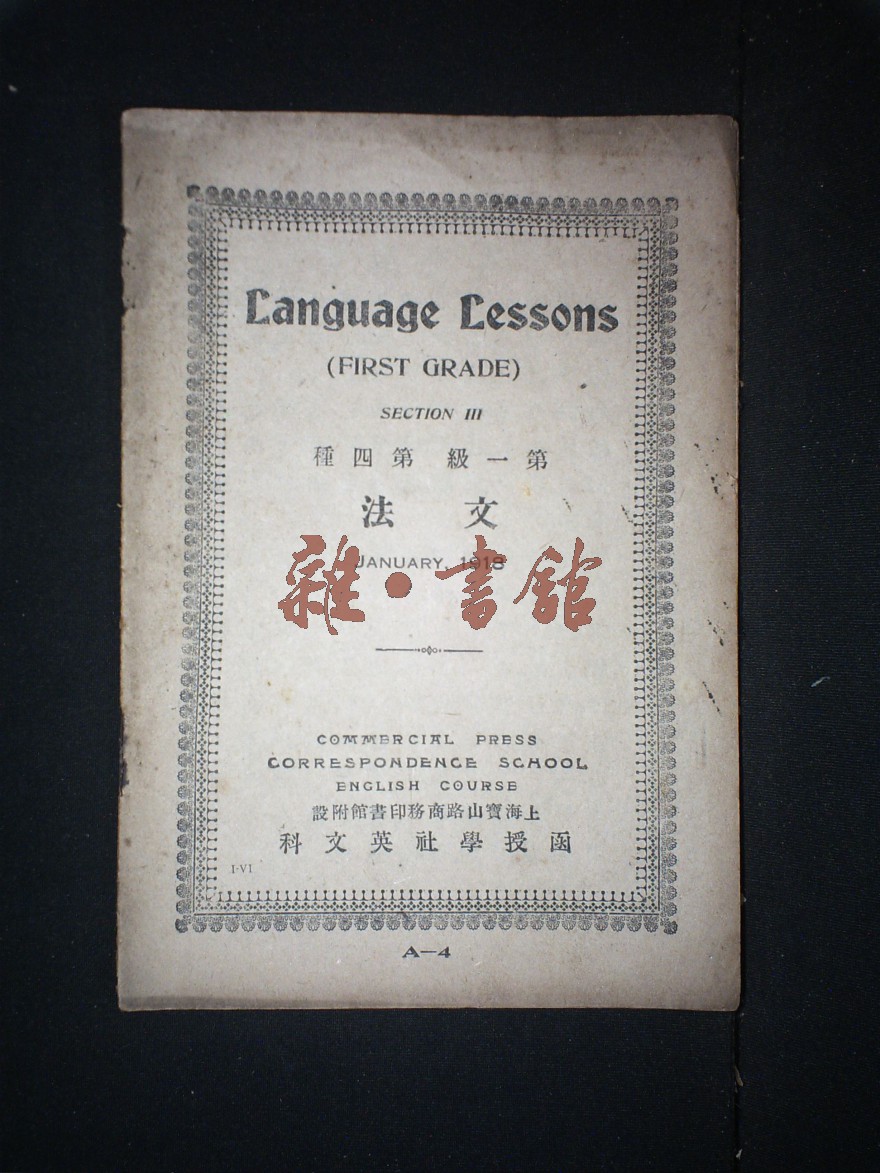 Language Lessons
(FIRST GRADE)
SECTION III
第一級 第四種
文法
JANUARY, 1918
雜·書館
COMMERCIAL PRESS
CORRESPONDENCE SCHOOL
ENGLISH COURSE
上海寶山路商務印書館附設
函授學社英文科
I-VI
A—4